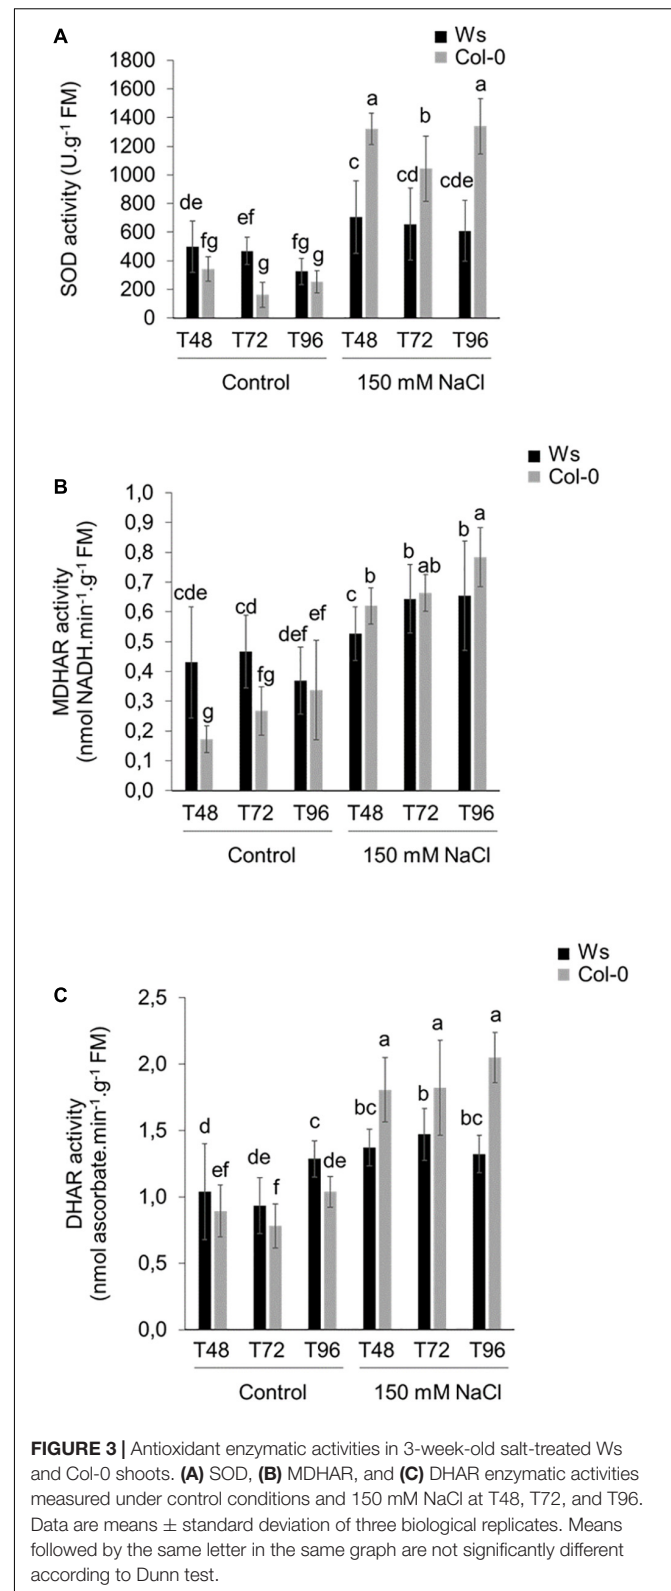 A
Ws
Col-0
SOD activity (U.g-1 FM)
1800
1600
1400
1200
1000
800
600
400
200
0
de
fg
ef
g
fg
g
c
a
cd
b
cde
a
T48 T72 T96 T48 T72 T96
Control 150 mM NaCl
B
Ws
Col-0
MDHAR activity
(nmol NADH.min-1.g-1 FM)
1,0
0,9
0,8
0,7
0,6
0,5
0,4
0,3
0,2
0,1
0,0
cde
g
cd
fg
def
ef
c
b
b
ab
b
a
T48 T72 T96 T48 T72 T96
Control 150 mM NaCl
C
Ws
Col-0
DHAR activity
(nmol ascorbate.min-1.g-1 FM)
2,5
2,0
1,5
1,0
0,5
0,0
d
ef
de
f
c
de
bc
a
b
a
bc
a
T48 T72 T96 T48 T72 T96
Control 150 mM NaCl
FIGURE 3 | Antioxidant enzymatic activities in 3-week-old salt-treated Ws
and Col-0 shoots. (A) SOD, (B) MDHAR, and (C) DHAR enzymatic activities
measured under control conditions and 150 mM NaCl at T48, T72, and T96.
Data are means ± standard deviation of three biological replicates. Means
followed by the same letter in the same graph are not significantly different
according to Dunn test.